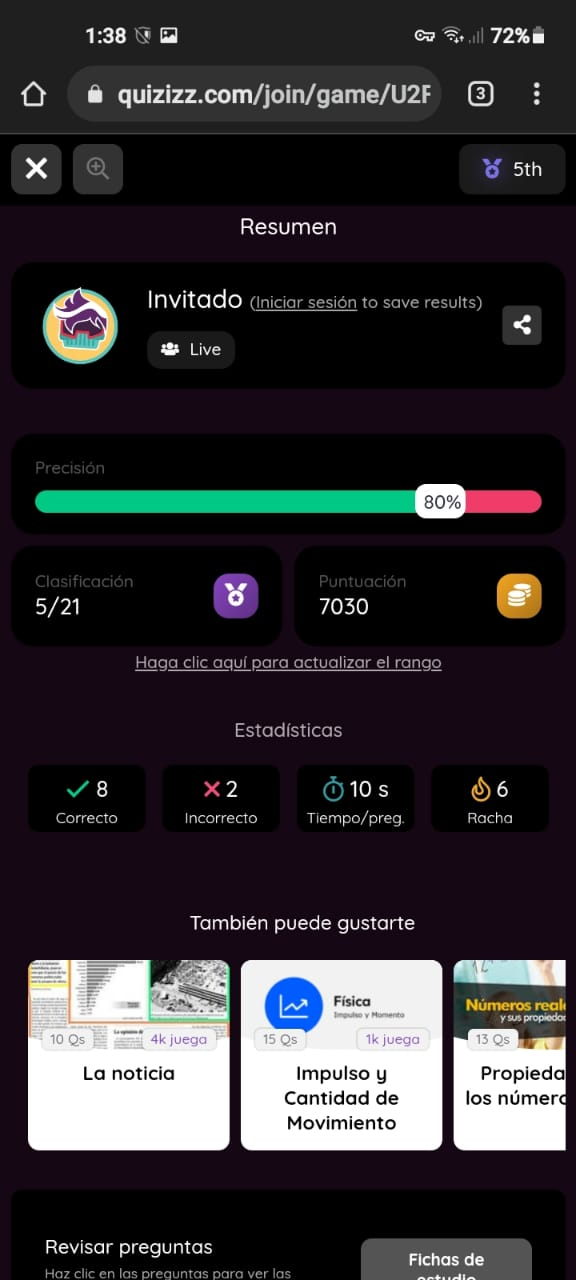 1:38
72%
quizizz.com/join/game/U2F
3
5th
Resumen
Invitado (Iniciar sesión to save results)
Live
Precisión
80%
Clasificación
5/21
Puntuación
7030
Haga clic aquí para actualizar el rango
Estadísticas
8
Correcto
2
Incorrecto
10 s
Tiempo/preg.
6
Racha
También puede gustarte
10 Qs
4k juega
La noticia
Física
Impulso y Momento
15 Qs
1k juega
Impulso y
Cantidad de
Movimiento
Números reale
y sus propiedad
13 Qs
Propieda
los número
Revisar preguntas
Haz clic en las preguntas para ver las
Fichas de
estudio